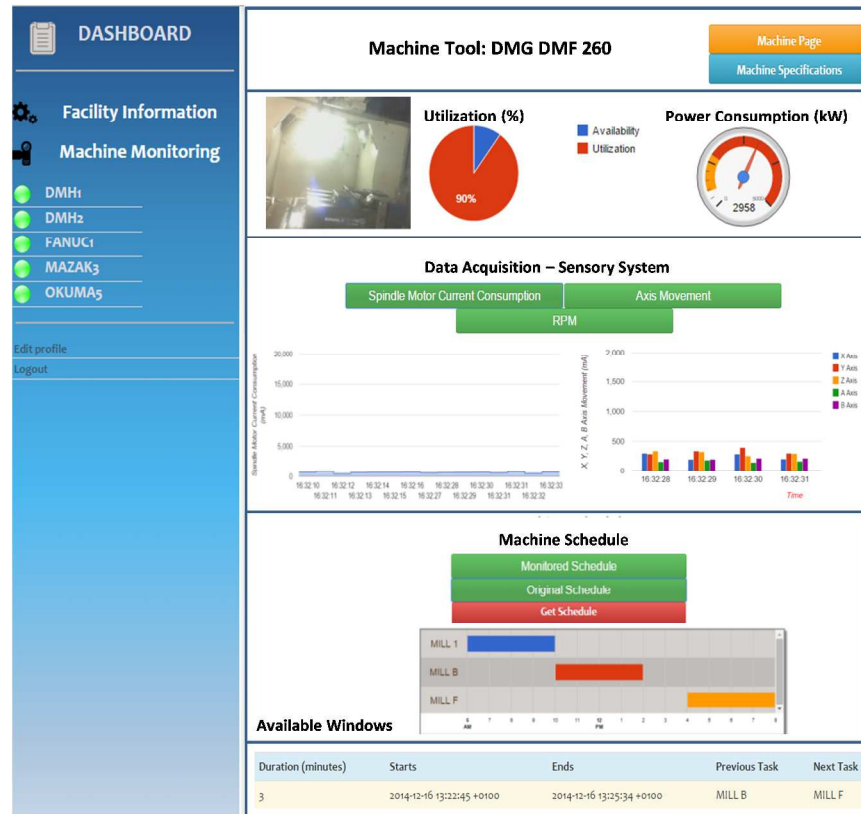 DASHBOARD
Facility Information
Machine Monitoring
DMH1
DMH2
FANUC1
MAZAK3
OKUMA5
Edit profile
Logout
Machine Tool: DMG DMF 260
Machine Page
Machine Specifications
Utilization (%)
90%
Availability
Utilization
Power Consumption (kW)
0
5000
2958
Data Acquisition – Sensory System
Spindle Motor Current Consumption
Axis Movement
RPM
Spindle Motor Current Consumption
(mA)
20,000
15,000
10,000
5,000
0
16:32:10 16:32:12 16:32:14 16:32:16 16:32:28 16:32:30 16:32:31 16:32:33
16:32:11 16:32:13 16:32:15 16:32:27 16:32:29 16:32:31 16:32:32
X, Y, Z, A, B Axis Movement (mA)
2,000
1,500
1,000
500
0
16:32:28 16:32:29 16:32:30 16:32:31
Time
X Axis
Y Axis
Z Axis
A Axis
B Axis
Machine Schedule
Monitored Schedule
Original Schedule
Get Schedule
MILL 1
MILL B
MILL F
6 7 8 9 10 11 12 1 2 3 4 5 6 7 8
AM PM
Available Windows
Duration (minutes) Starts Ends Previous Task Next Task
3 2014-12-16 13:22:45 +0100 2014-12-16 13:25:34 +0100 MILL B MILL F